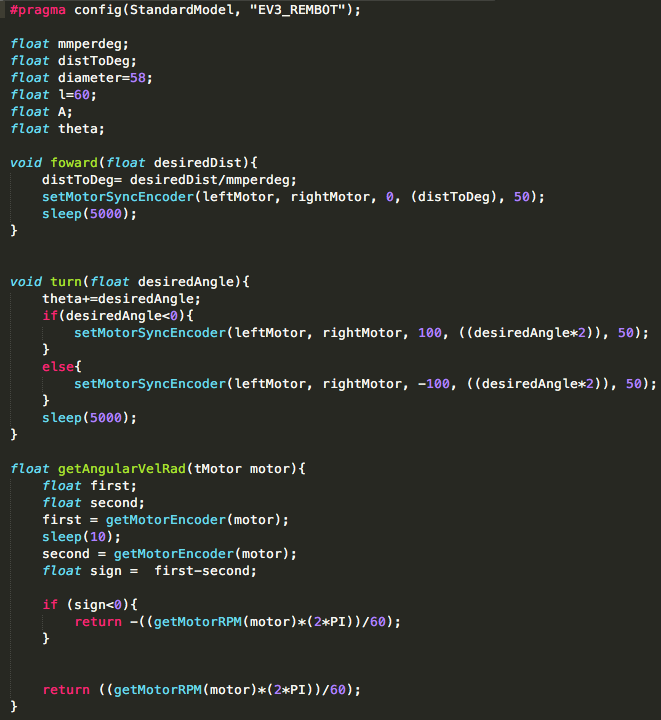 #pragma config(StandardModel, "EV3_REMBOT");
float mmperdeg;
float distToDeg;
float diameter=58;
float l=60;
float A;
float theta;
void foward(float desiredDist){
distToDeg= desiredDist/mmperdeg;
setMotorSyncEncoder(leftMotor, rightMotor, 0, (distToDeg), 50);
sleep(5000);
}
void turn(float desiredAngle){
theta+=desiredAngle;
if(desiredAngle<0){
setMotorSyncEncoder(leftMotor, rightMotor, 100, ((desiredAngle*2)), 50);
}
else{
setMotorSyncEncoder(leftMotor, rightMotor, -100, ((desiredAngle*2)), 50);
}
sleep(5000);
}
float getAngularVelRad(tMotor motor){
float first;
float second;
first = getMotorEncoder(motor);
sleep(10);
second = getMotorEncoder(motor);
float sign =  first-second;
if (sign<0){
return -((getMotorRPM(motor)*(2*PI))/60);
}
return ((getMotorRPM(motor)*(2*PI))/60);
}